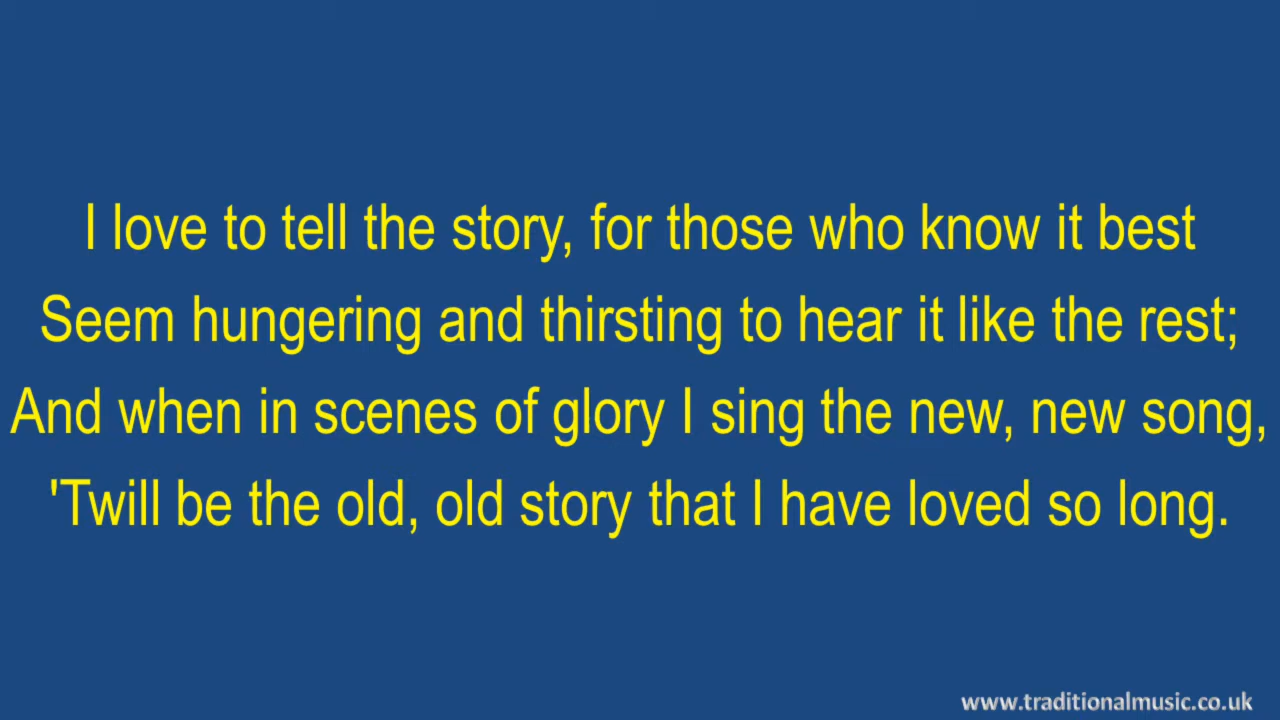 I love to tell the story, for those who know it best
Seem hungering and thirsting to hear it like the rest;
And when in scenes of glory I sing the new, new song,
'Twill be the old, old story that I have loved so long.
www.traditionalmusic.co.uk